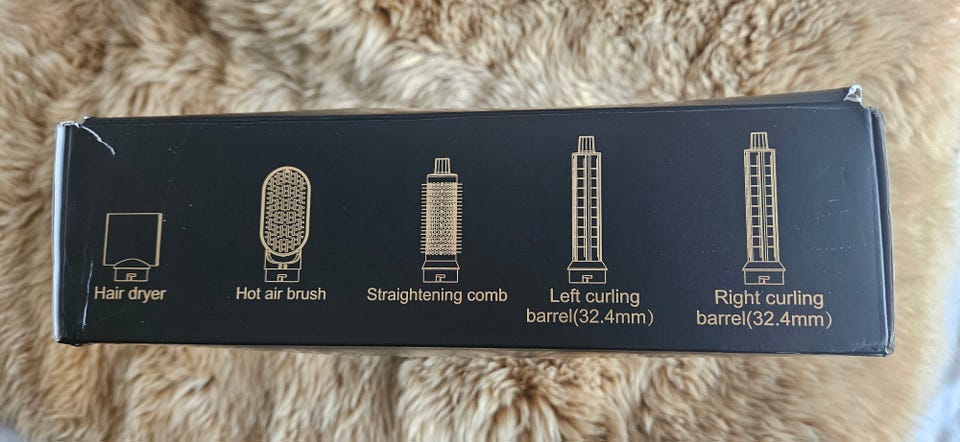 Hair dryer
Hot air brush
Straightening comb
Left curling
barrel(32.4mm)
Right curling
barrel(32.4mm)